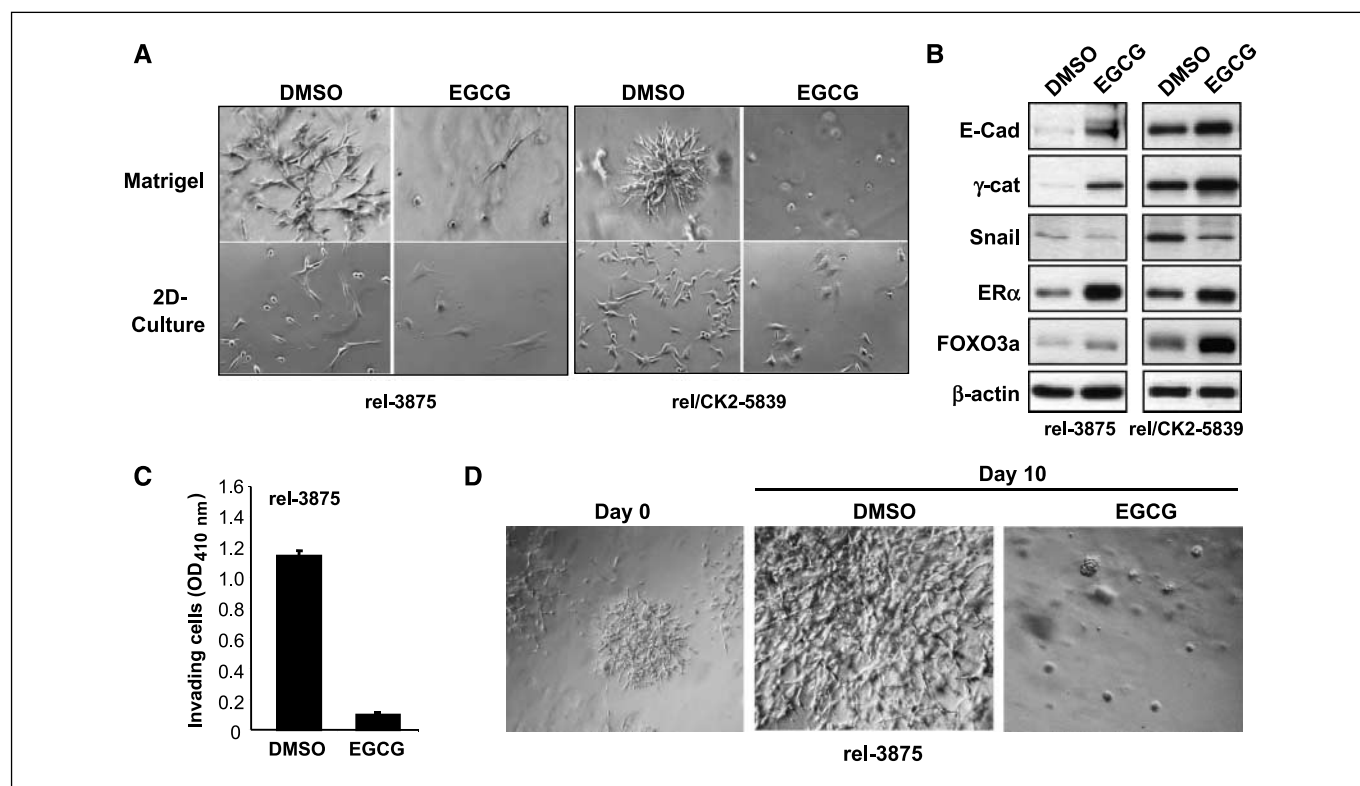 A
DMSO EGCG DMSO EGCG
Matrigel
2D-
Culture
rel-3875 rel/CK2-5839
B
DMSO EGCG DMSO EGCG
E-Cad
γ-cat
Snail
ERα
FOXO3a
β-actin
rel-3875 rel/CK2-5839
C
Invading cells (OD410 nm)
1.6
1.4
1.2
1.0
0.8
0.6
0.4
0.2
0
rel-3875
DMSO EGCG
D
Day 10
Day 0 DMSO EGCG
rel-3875